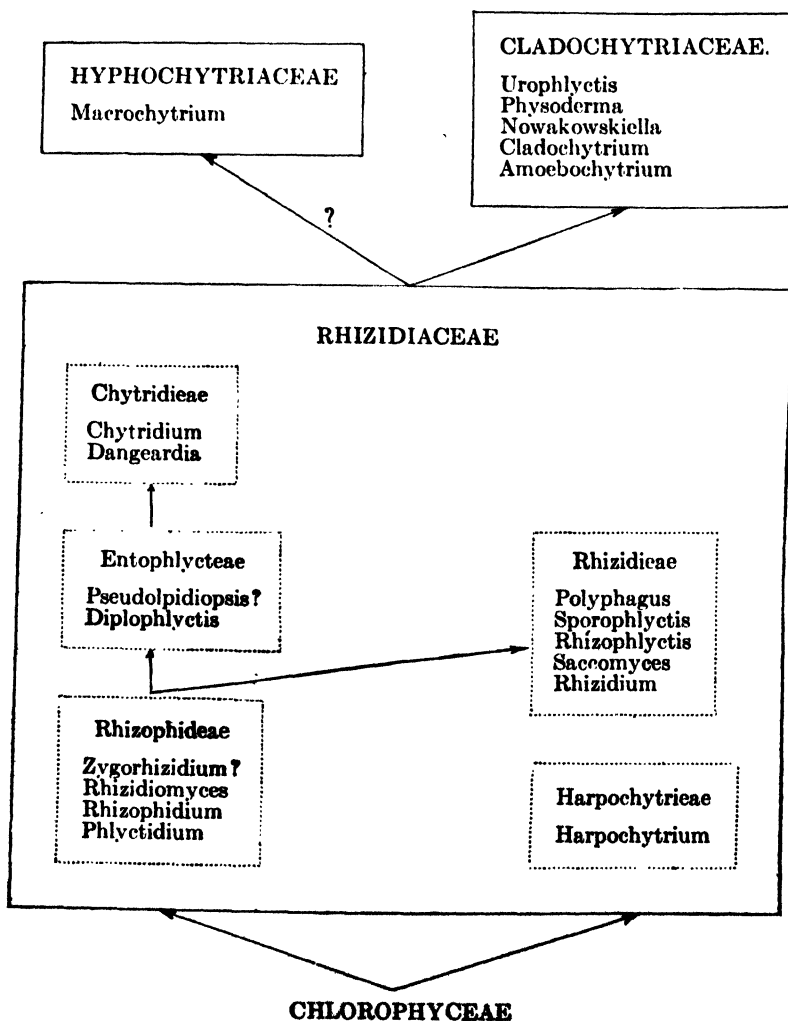 HYPHOCHYTRIACEAE
Macrochytrium
CLADOCHYTRIACEAE.
Urophlyctis
Physoderma
Nowakowskiella
Cladochytrium
Amoebochytrium
?
RHIZIDIACEAE
Chytridieae
Chytridium
Dangeardia
Entophlycteae
Pseudolpidiopsis?
Diplophlyctis
Rhizidieae
Polyphagus
Sporophlyctis
Rhizophlyctis
Saccomyces
Rhizidium
Rhizophideae
Zygorhizidium?
Rhizidiomyces
Rhizophidium
Phlyctidium
Harpochytrieae
Harpochytrium
CHLOROPHYCEAE